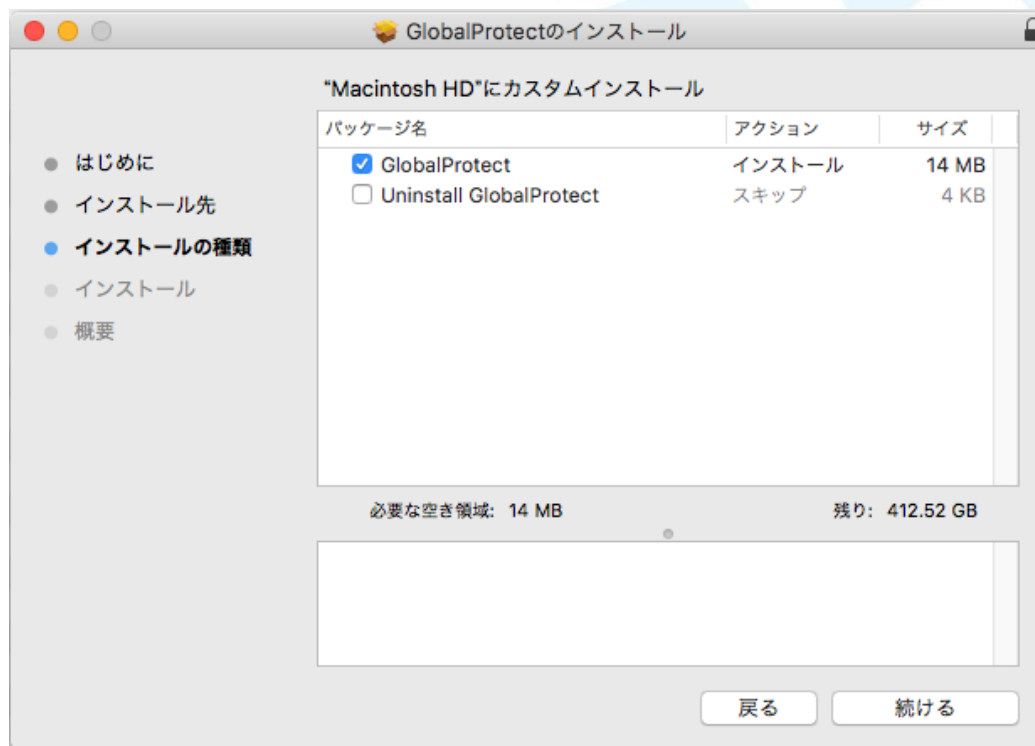 GlobalProtectのインストール
"Macintosh HD"にカスタムインストール
はじめに
インストール先
インストールの種類
インストール
概要
パッケージ名 アクション サイズ
GlobalProtect インストール 14 MB
Uninstall GlobalProtect スキップ 4 KB
必要な空き領域: 14 MB 残り: 412.52 GB
戻る 続ける